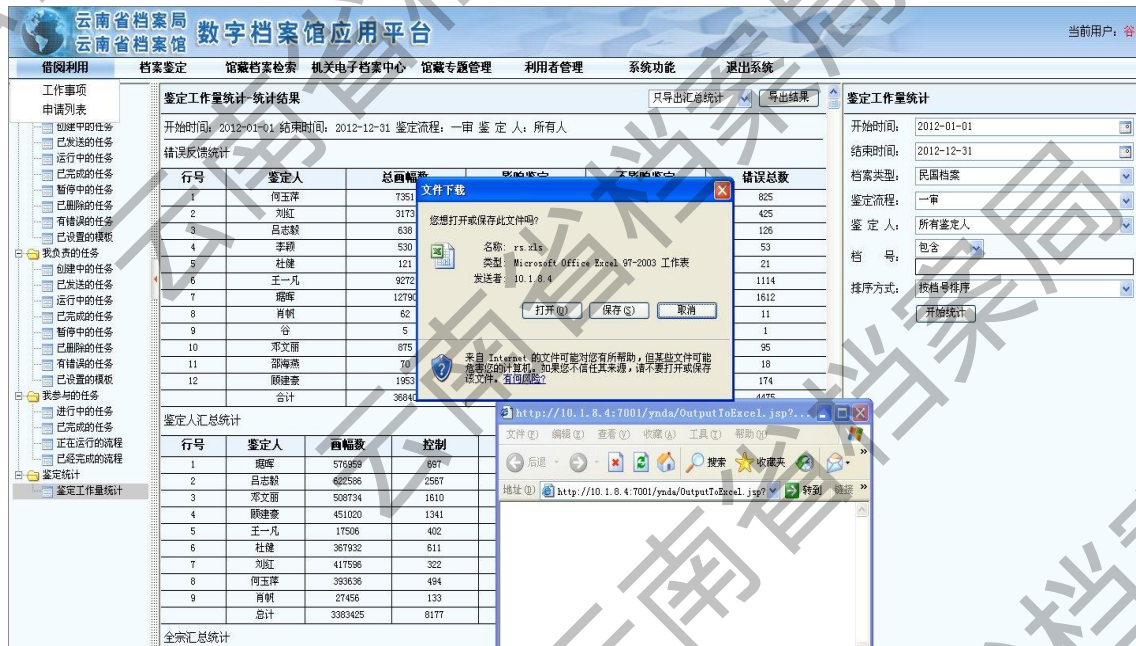 云南省档案局
云南省档案馆
数字档案馆应用平台
当前用户：谷
借阅利用 档案鉴定 馆藏档案检索 机关电子档案中心 馆藏专题管理 利用者管理 系统功能 退出系统
工作事项
申请列表
创建中的任务
已发送的任务
运行中的任务
已完成的任务
暂停中的任务
已删除的任务
有错误的任务
已设置的模板
我负责的任务
创建中的任务
已发送的任务
运行中的任务
已完成的任务
暂停中的任务
已删除的任务
有错误的任务
已设置的模板
我参与的任务
进行中的任务
已完成的任务
正在运行的流程
已经完成的流程
鉴定统计
鉴定工作量统计
鉴定工作量统计-统计结果 只导出汇总统计 导出结果
开始时间：2012-01-01 结束时间：2012-12-31 鉴定流程：一审 鉴 定 人：所有人
错误反馈统计
行号 鉴定人 总画幅数 影响鉴定 不影响鉴定 错误总数
1 何玉萍 7351 825
2 刘红 3173 425
3 吕志毅 638 126
4 李颖 530 53
5 杜健 121 21
6 王一凡 9272 1114
7 琚晖 12790 1612
8 肖帆 62 11
9 谷 5 1
10 邓文丽 875 95
11 邵海燕 70 18
12 顾建豪 1953 174
合计 36840 4475
鉴定人汇总统计
行号 鉴定人 画幅数 控制
1 琚晖 576959 697
2 吕志毅 622586 2567
3 邓文丽 508734 1610
4 顾建豪 451020 1341
5 王一凡 17506 402
6 杜健 367932 611
7 刘红 417596 322
8 何玉萍 393636 494
9 肖帆 27456 133
总计 3383425 8177
全宗汇总统计
文件下载
您想打开或保存此文件吗？
名称：rs.xls
类型：Microsoft Office Excel 97-2003 工作表
发送者：10.1.8.4
打开(O) 保存(S) 取消
来自 Internet 的文件可能对您有所帮助，但某些文件可能
危害您的计算机。如果您不信任其来源，请不要打开或保存
该文件。有何风险？
http://10.1.8.4:7001/ynda/OutputToExcel.jsp?...
文件(F) 编辑(E) 查看(V) 收藏(A) 工具(T) 帮助(H)
后退 搜索 收藏夹
地址(D) http://10.1.8.4:7001/ynda/OutputToExcel.jsp? 转到 链接
鉴定工作量统计
开始时间：2012-01-01
结束时间：2012-12-31
档案类型：民国档案
鉴定流程：一审
鉴 定 人：所有鉴定人
档 号：包含
排序方式：按档号排序
开始统计
云南省档案局